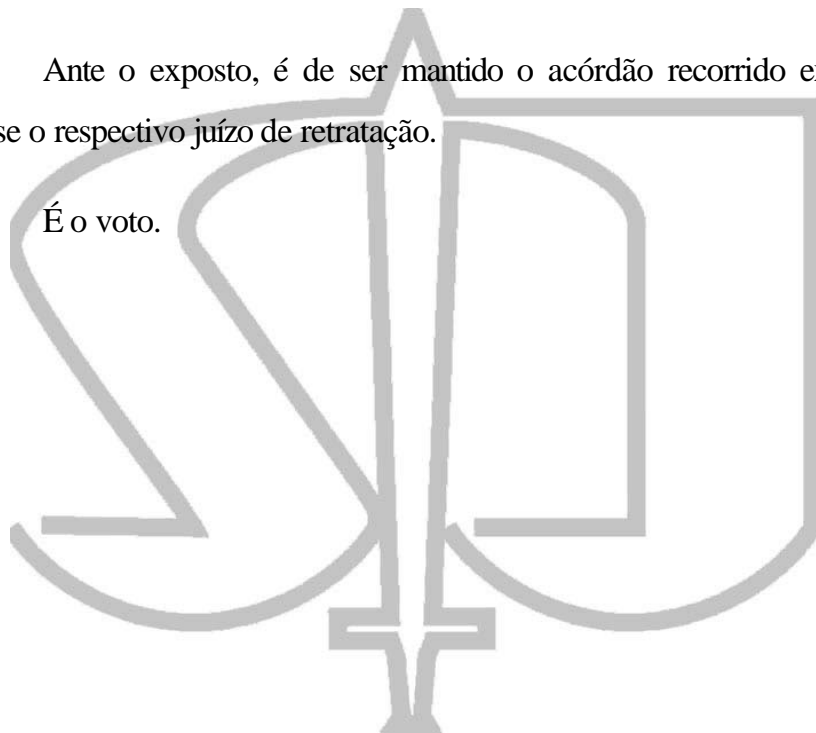 Ante o exposto, é de ser mantido o acórdão recorrido
se o respectivo juízo de retratação.
É o voto.